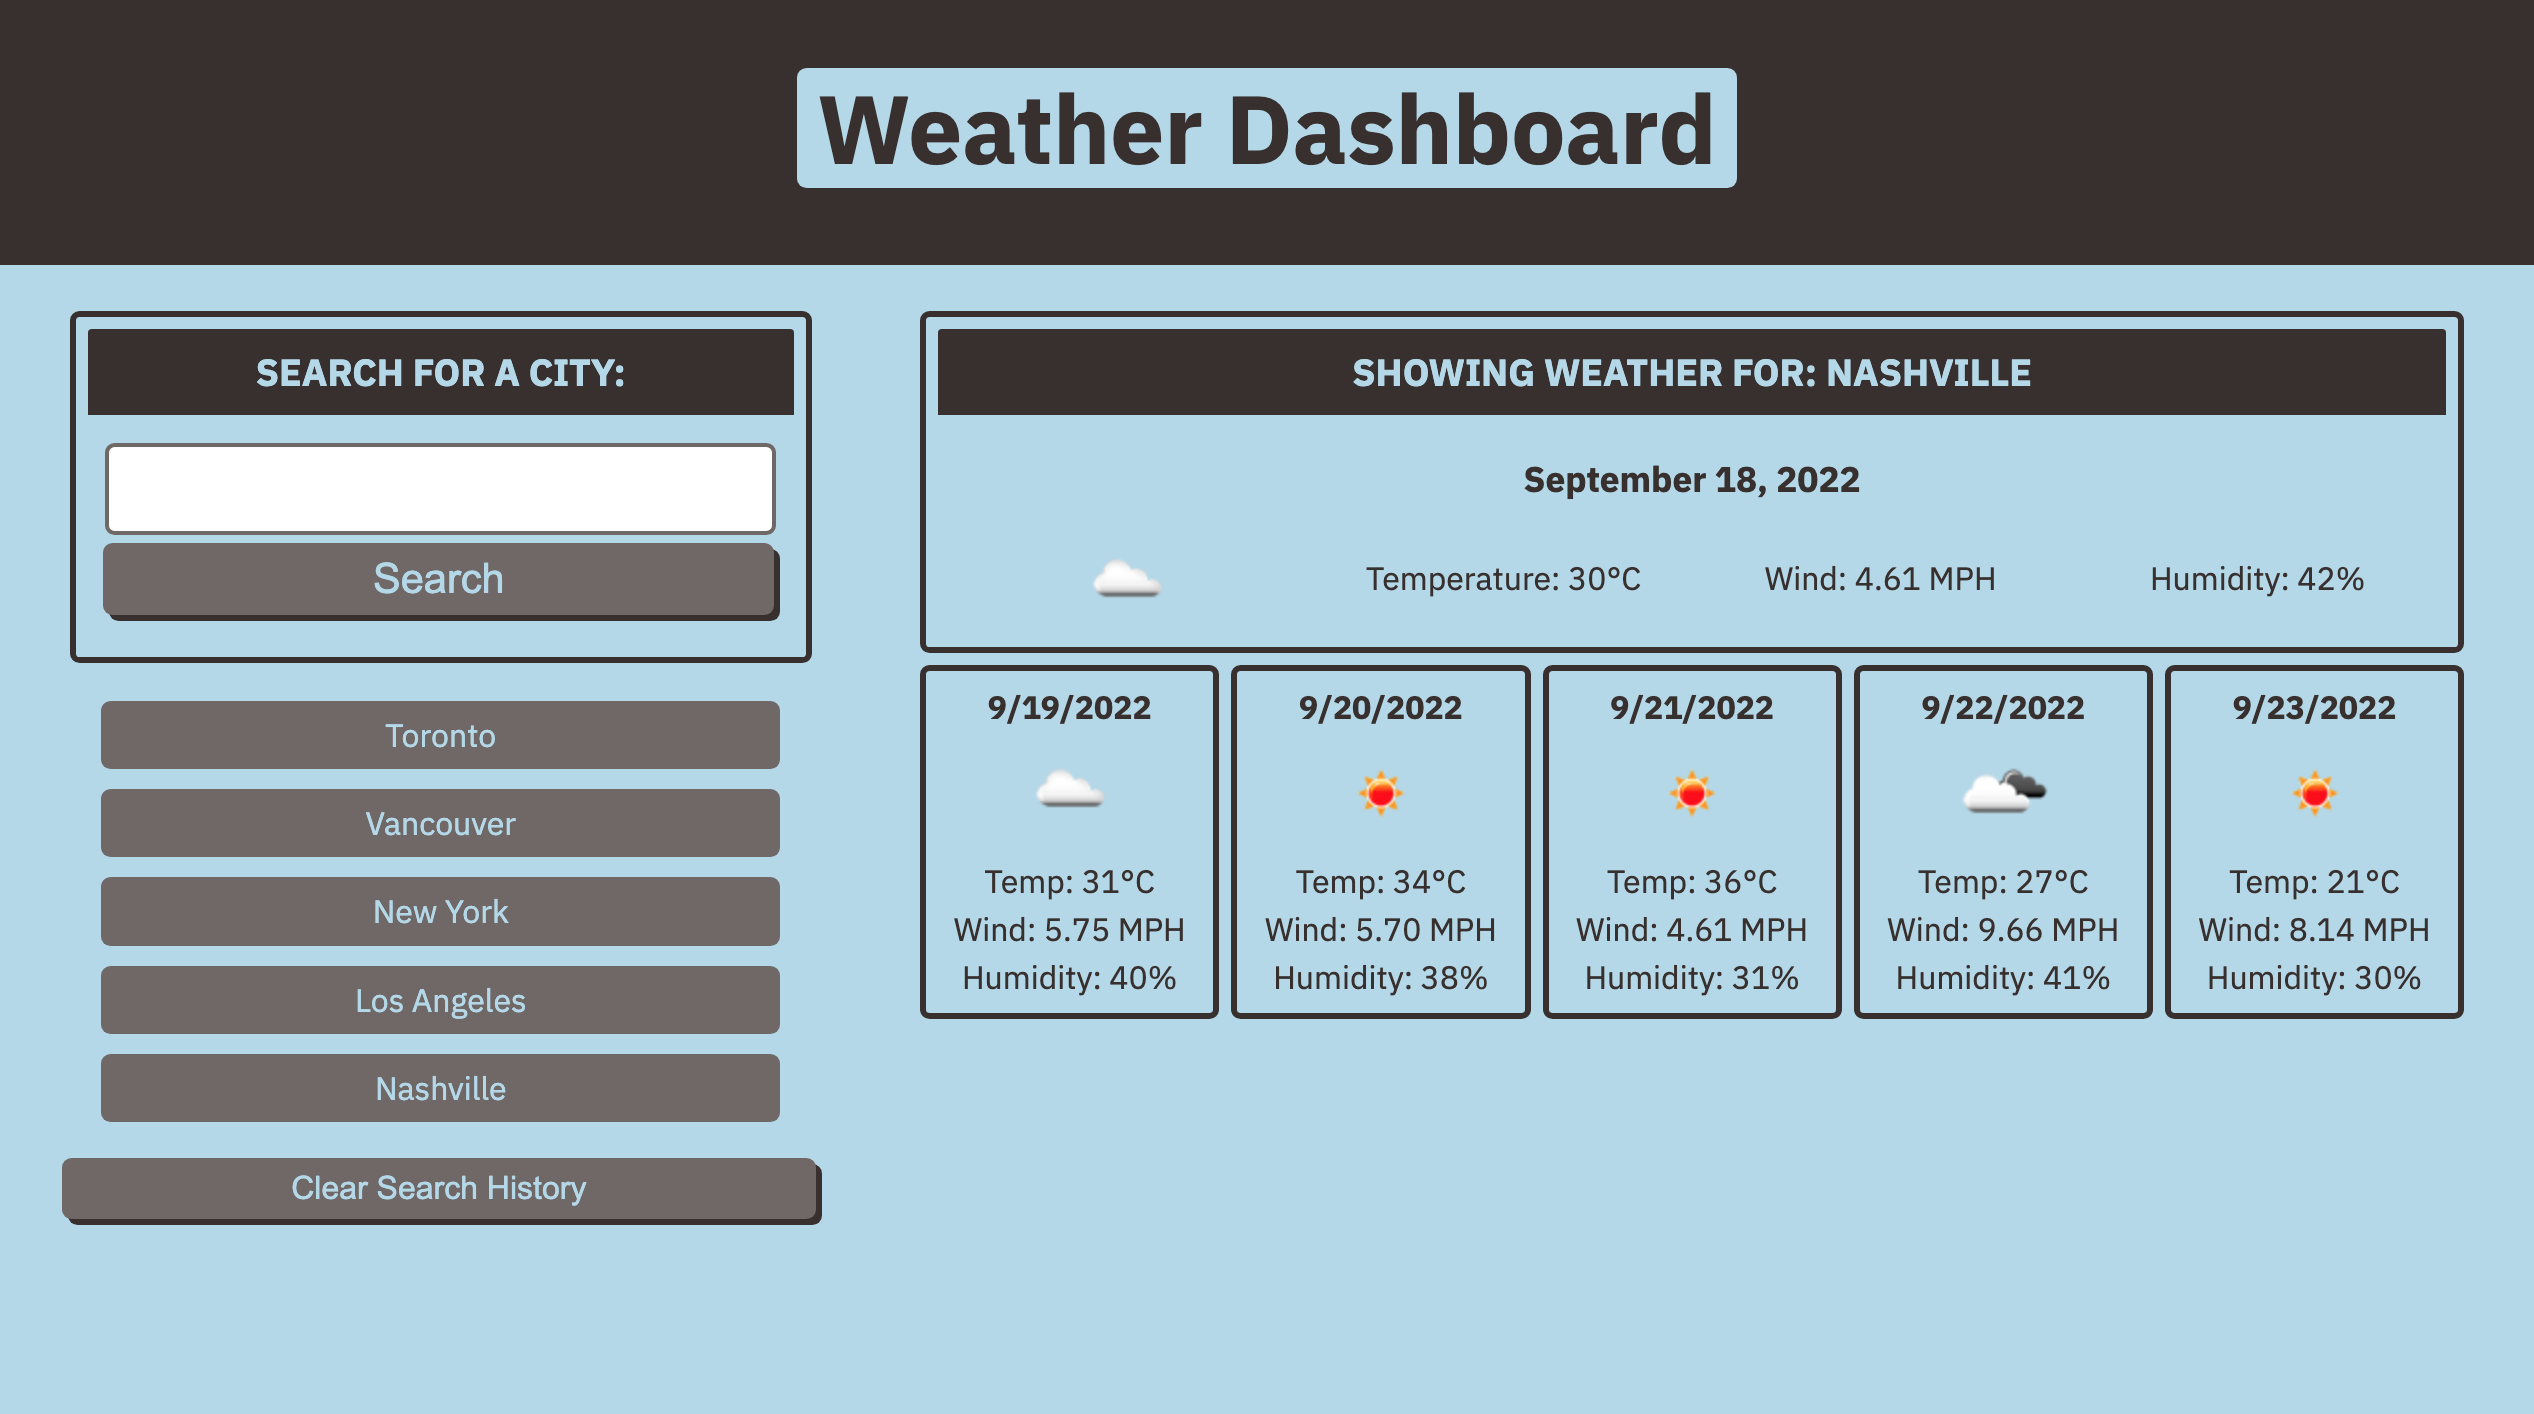 Weather Dashboard
SEARCH FOR A CITY:
Search
Toronto
Vancouver
New York
Los Angeles
Nashville
Clear Search History
SHOWING WEATHER FOR: NASHVILLE
September 18, 2022
Temperature: 30°C Wind: 4.61 MPH Humidity: 42%
9/19/2022
Temp: 31°C
Wind: 5.75 MPH
Humidity: 40%
9/20/2022
Temp: 34°C
Wind: 5.70 MPH
Humidity: 38%
9/21/2022
Temp: 36°C
Wind: 4.61 MPH
Humidity: 31%
9/22/2022
Temp: 27°C
Wind: 9.66 MPH
Humidity: 41%
9/23/2022
Temp: 21°C
Wind: 8.14 MPH
Humidity: 30%